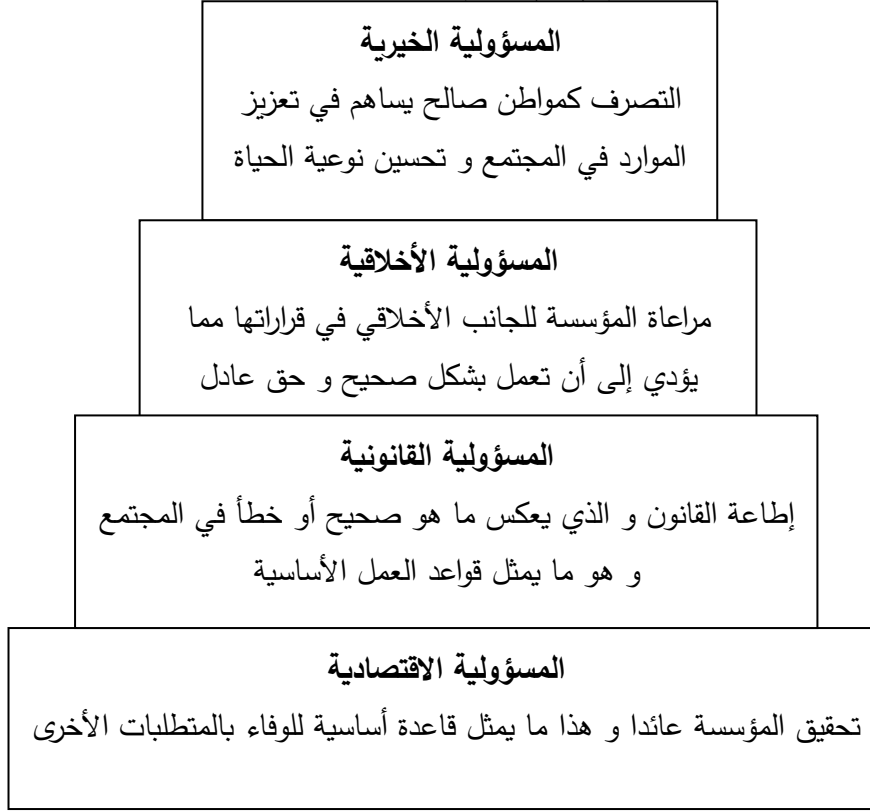 المسؤولية الخيرية
التصرف كمواطن صالح يساهم في تعزيز
الموارد في المجتمع و تحسين نوعية الحياة
المسؤولية الأخلاقية
مراعاة المؤسسة للجانب الأخلاقي في قراراتها مما
يؤدي إلى أن تعمل بشكل صحيح و حق عادل
المسؤولية القانونية
إطاعة القانون و الذي يعكس ما هو صحيح أو خطأ في المجتمع
و هو ما يمثل قواعد العمل الأساسية
المسؤولية الاقتصادية
تحقيق المؤسسة عائدا و هذا ما يمثل قاعدة أساسية للوفاء بالمتطلبات الأخرى